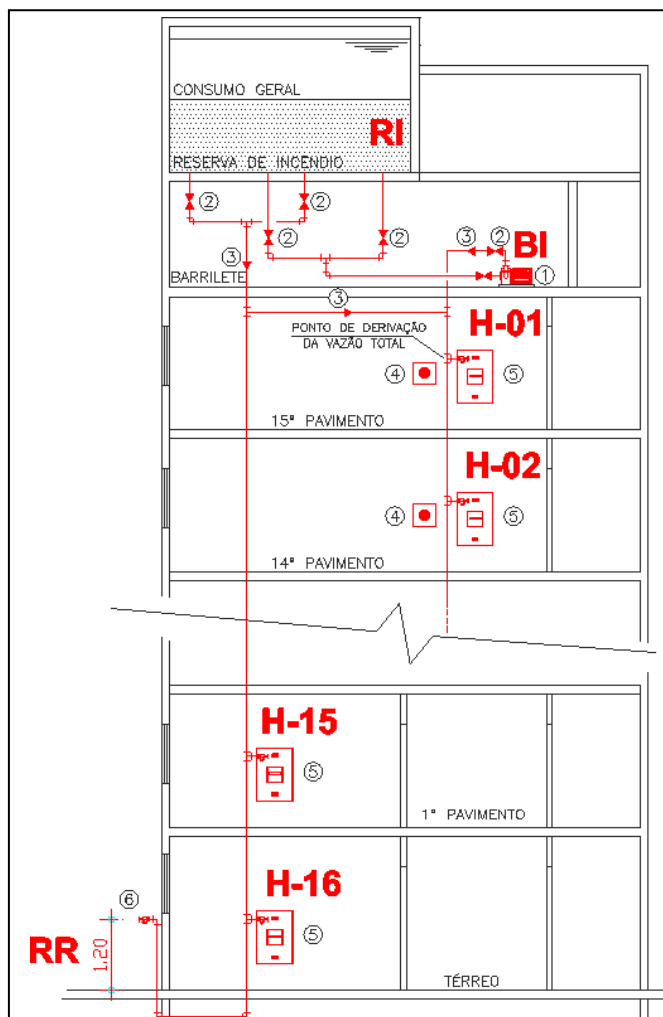 CONSUMO GERAL
RI
RESERVA DE INCENDIO
2
2
2
2
3
2
BI
3
1
BARRILETE
3
H-01
PONTO DE DERIVAÇÃO
DA VAZÃO TOTAL
4
5
15º PAVIMENTO
H-02
4
5
14º PAVIMENTO
H-15
5
1º PAVIMENTO
H-16
6
5
RR
1,20
TÉRREO